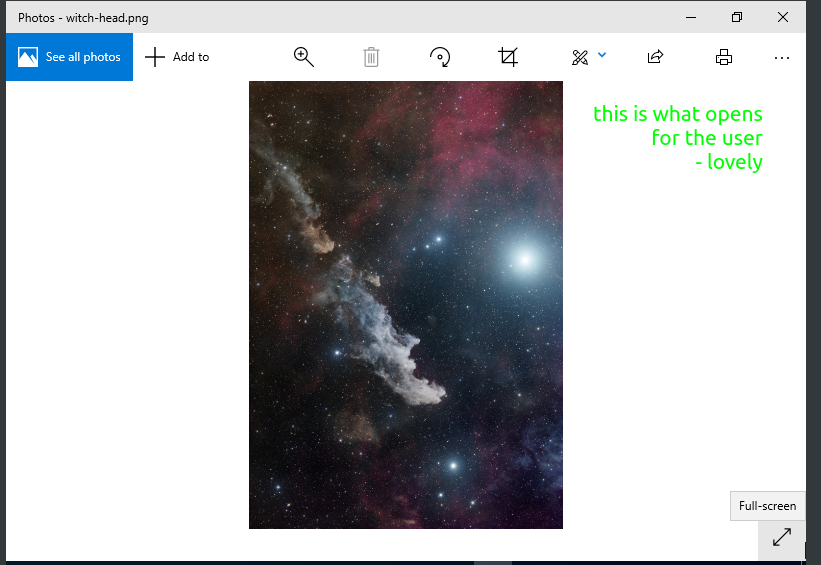 Photos - witch-head.png
See all photos
Add to
this is what opens
for the user
- lovely
Full-screen